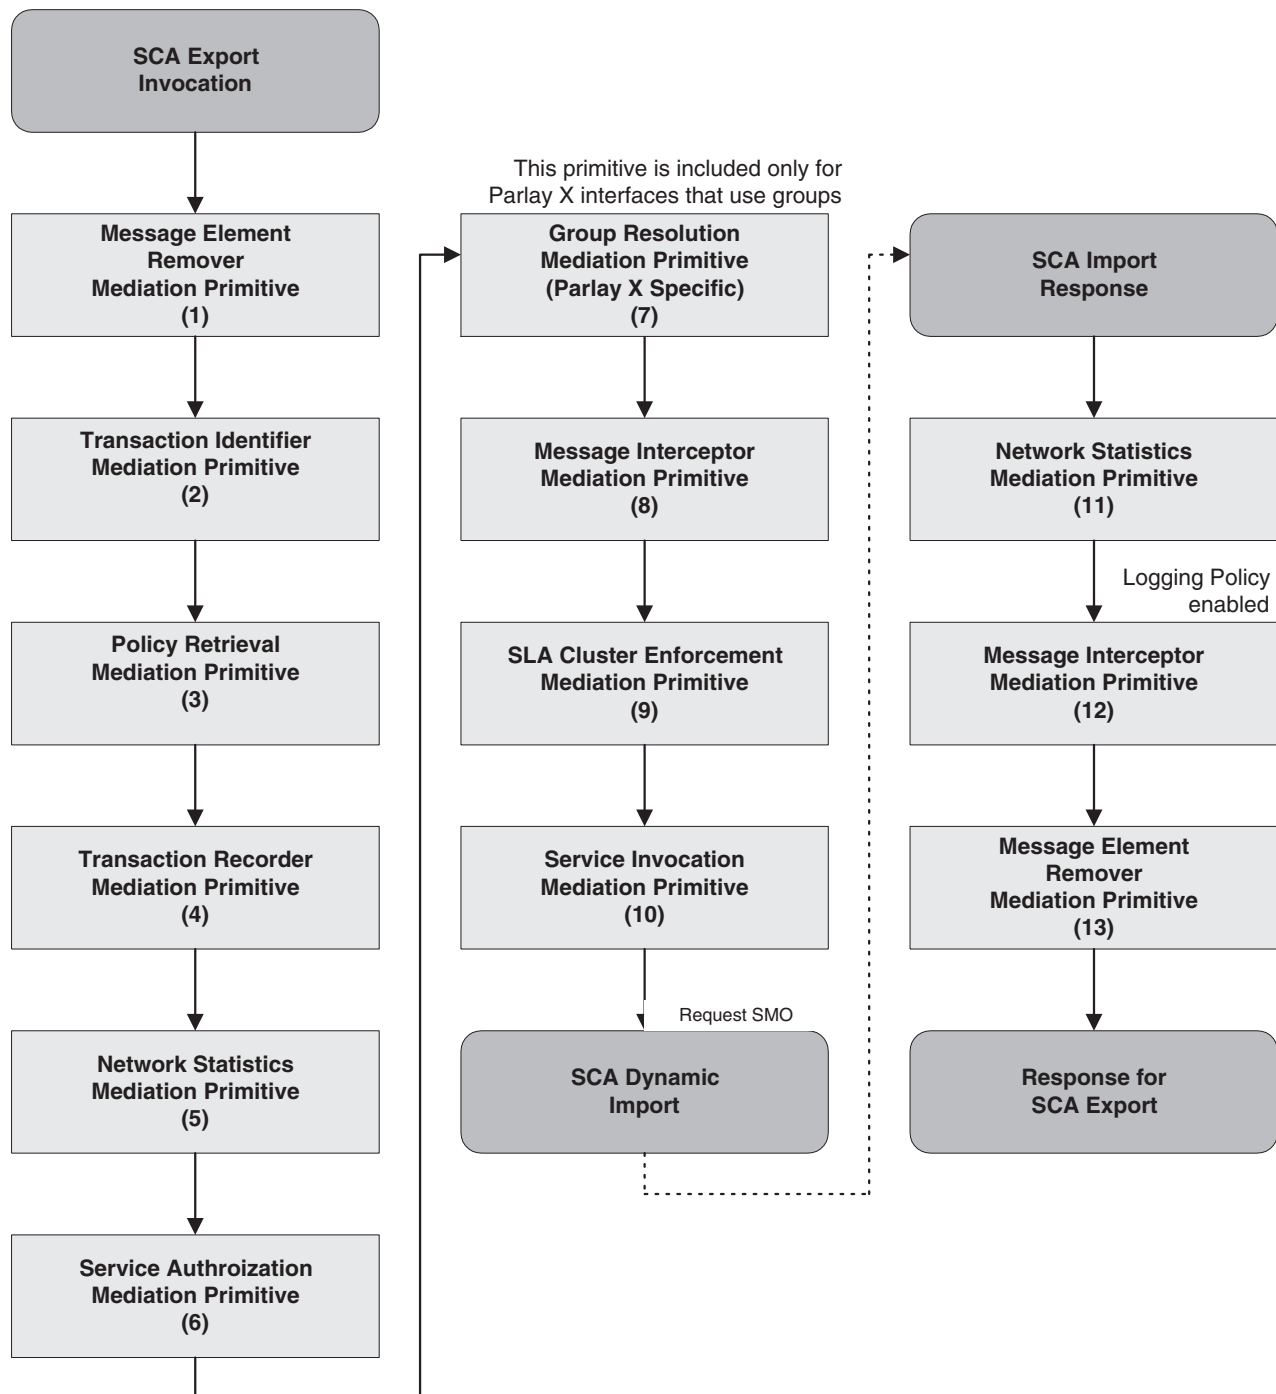 SCA Export
Invocation
Message Element
Remover
Mediation Primitive
(1)
Transaction Identifier
Mediation Primitive
(2)
Policy Retrieval
Mediation Primitive
(3)
Transaction Recorder
Mediation Primitive
(4)
Network Statistics
Mediation Primitive
(5)
Service Authroization
Mediation Primitive
(6)
This primitive is included only for
Parlay X interfaces that use groups
Group Resolution
Mediation Primitive
(Parlay X Specific)
(7)
Message Interceptor
Mediation Primitive
(8)
SLA Cluster Enforcement
Mediation Primitive
(9)
Service Invocation
Mediation Primitive
(10)
Request SMO
SCA Dynamic
Import
SCA Import
Response
Network Statistics
Mediation Primitive
(11)
Logging Policy
enabled
Message Interceptor
Mediation Primitive
(12)
Message Element
Remover
Mediation Primitive
(13)
Response for
SCA Export